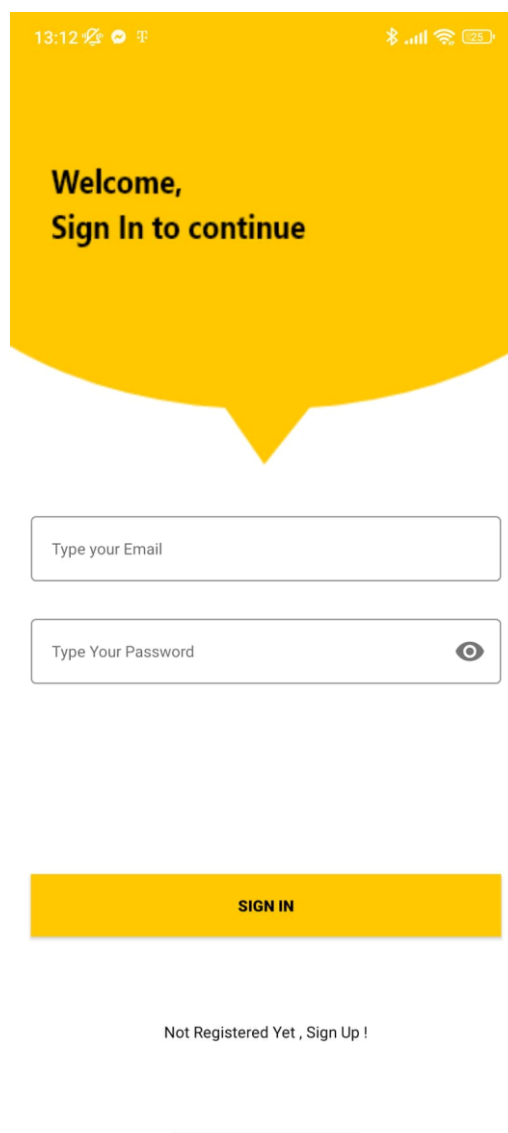 13:12
25
Welcome,
Sign In to continue
Type your Email
Type Your Password
SIGN IN
Not Registered Yet , Sign Up !